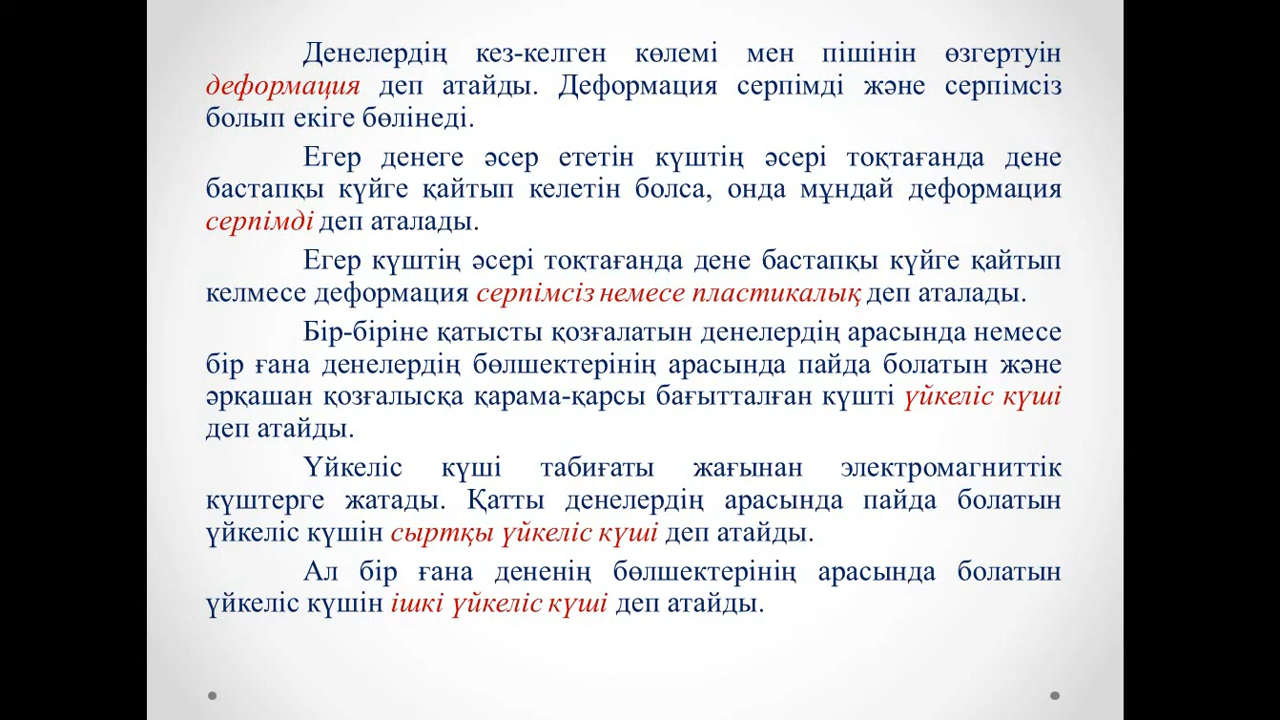 Денелердің кез-келген көлемі мен пішінін өзгертуін
деформация деп атайды. Деформация серпімді және серпімсіз
болып екіге бөлінеді.
Егер денеге әсер ететін күштің әсері тоқтағанда дене
бастапқы күйге қайтып келетін болса, онда мұндай деформация
серпімді деп аталады.
Егер күштің әсері тоқтағанда дене бастапқы күйге қайтып
келмесе деформация серпімсіз немесе пластикалық деп аталады.
Бір-біріне қатысты қозғалатын денелердің арасында немесе
бір ғана денелердің бөлшектерінің арасында пайда болатын және
әрқашан қозғалысқа қарама-қарсы бағытталған күшті үйкеліс күші
деп атайды.
Үйкеліс күші табиғаты жағынан электромагниттік
күштерге жатады. Қатты денелердің арасында пайда болатын
үйкеліс күшін сыртқы үйкеліс күші деп атайды.
Ал бір ғана дененің бөлшектерінің арасында болатын
үйкеліс күшін ішкі үйкеліс күші деп атайды.